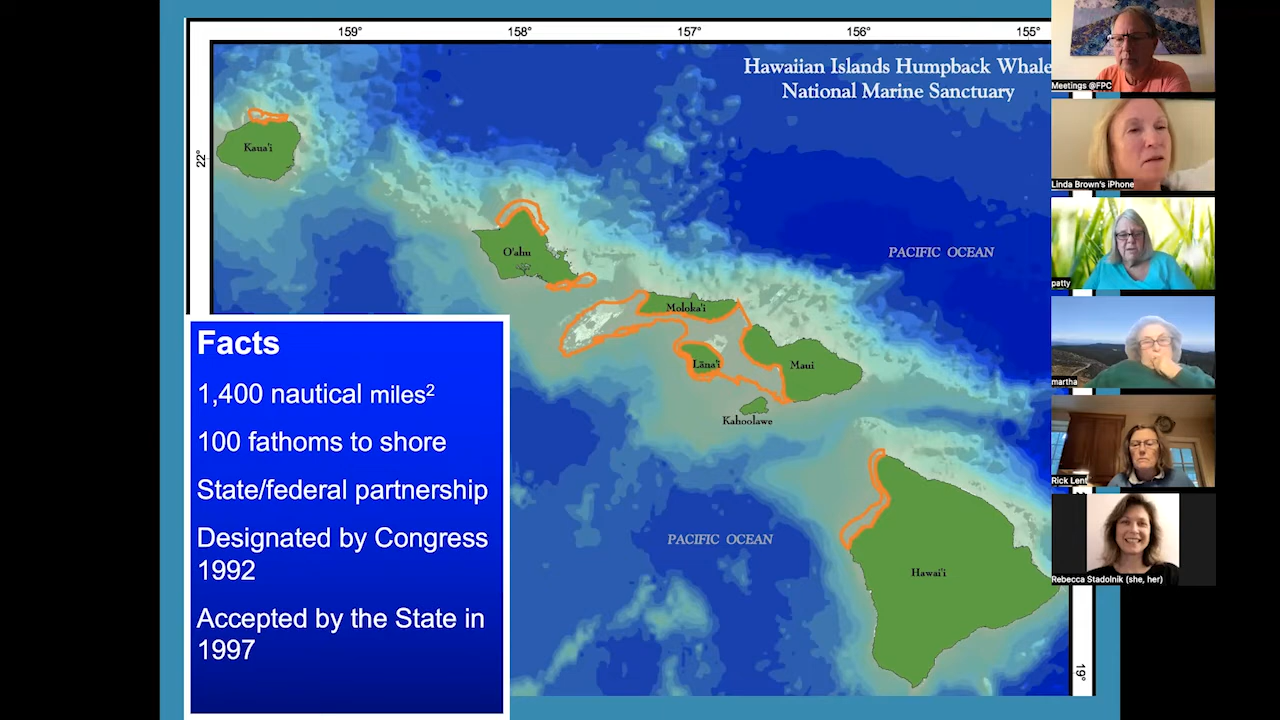 159°
158°
157°
156°
155°
Hawaiian Islands Humpback Whale
National Marine Sanctuary
22°
Kaua'i
O'ahu
PACIFIC OCEAN
Moloka'i
Lāna'i
Maui
Kahoolawe
PACIFIC OCEAN
Hawai'i
19°
Facts
1,400 nautical miles²
100 fathoms to shore
State/federal partnership
Designated by Congress
1992
Accepted by the State in
1997
Meetings @FPC
Linda Brown's iPhone
patty
martha
Rick Lent
Rebecca Stadolnik (she, her)